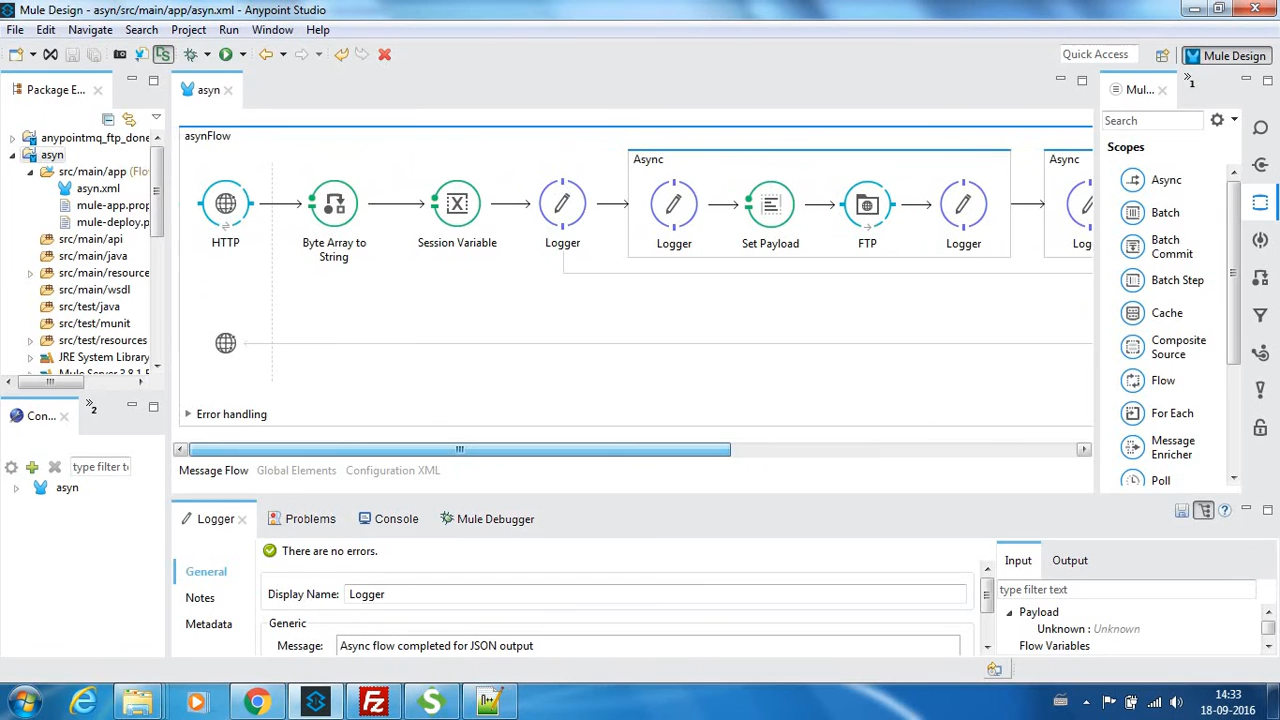 Mule Design - asyn/src/main/app/asyn.xml - Anypoint Studio
File Edit Navigate Search Project Run Window Help
Quick Access
Mule Design
Package E...
anypointmq_ftp_done
asyn
src/main/app (Flo
asyn.xml
mule-app.prop
mule-deploy.p
src/main/api
src/main/java
src/main/resource
src/main/wsdl
src/test/java
src/test/munit
src/test/resources
JRE System Library
Con...
2
type filter te
asyn
asyn
asynFlow
HTTP
Byte Array to
String
Session Variable
Logger
Async
Logger
Set Payload
FTP
Logger
Async
Log
Error handling
Message Flow Global Elements Configuration XML
Mul...
1
Search
Scopes
Async
Batch
Batch
Commit
Batch Step
Cache
Composite
Source
Flow
For Each
Message
Enricher
Poll
Logger Problems Console Mule Debugger
There are no errors.
General
Notes
Metadata
Display Name: Logger
Generic
Message: Async flow completed for JSON output
Input Output
type filter text
Payload
Unknown : Unknown
Flow Variables
14:33
18-09-2016